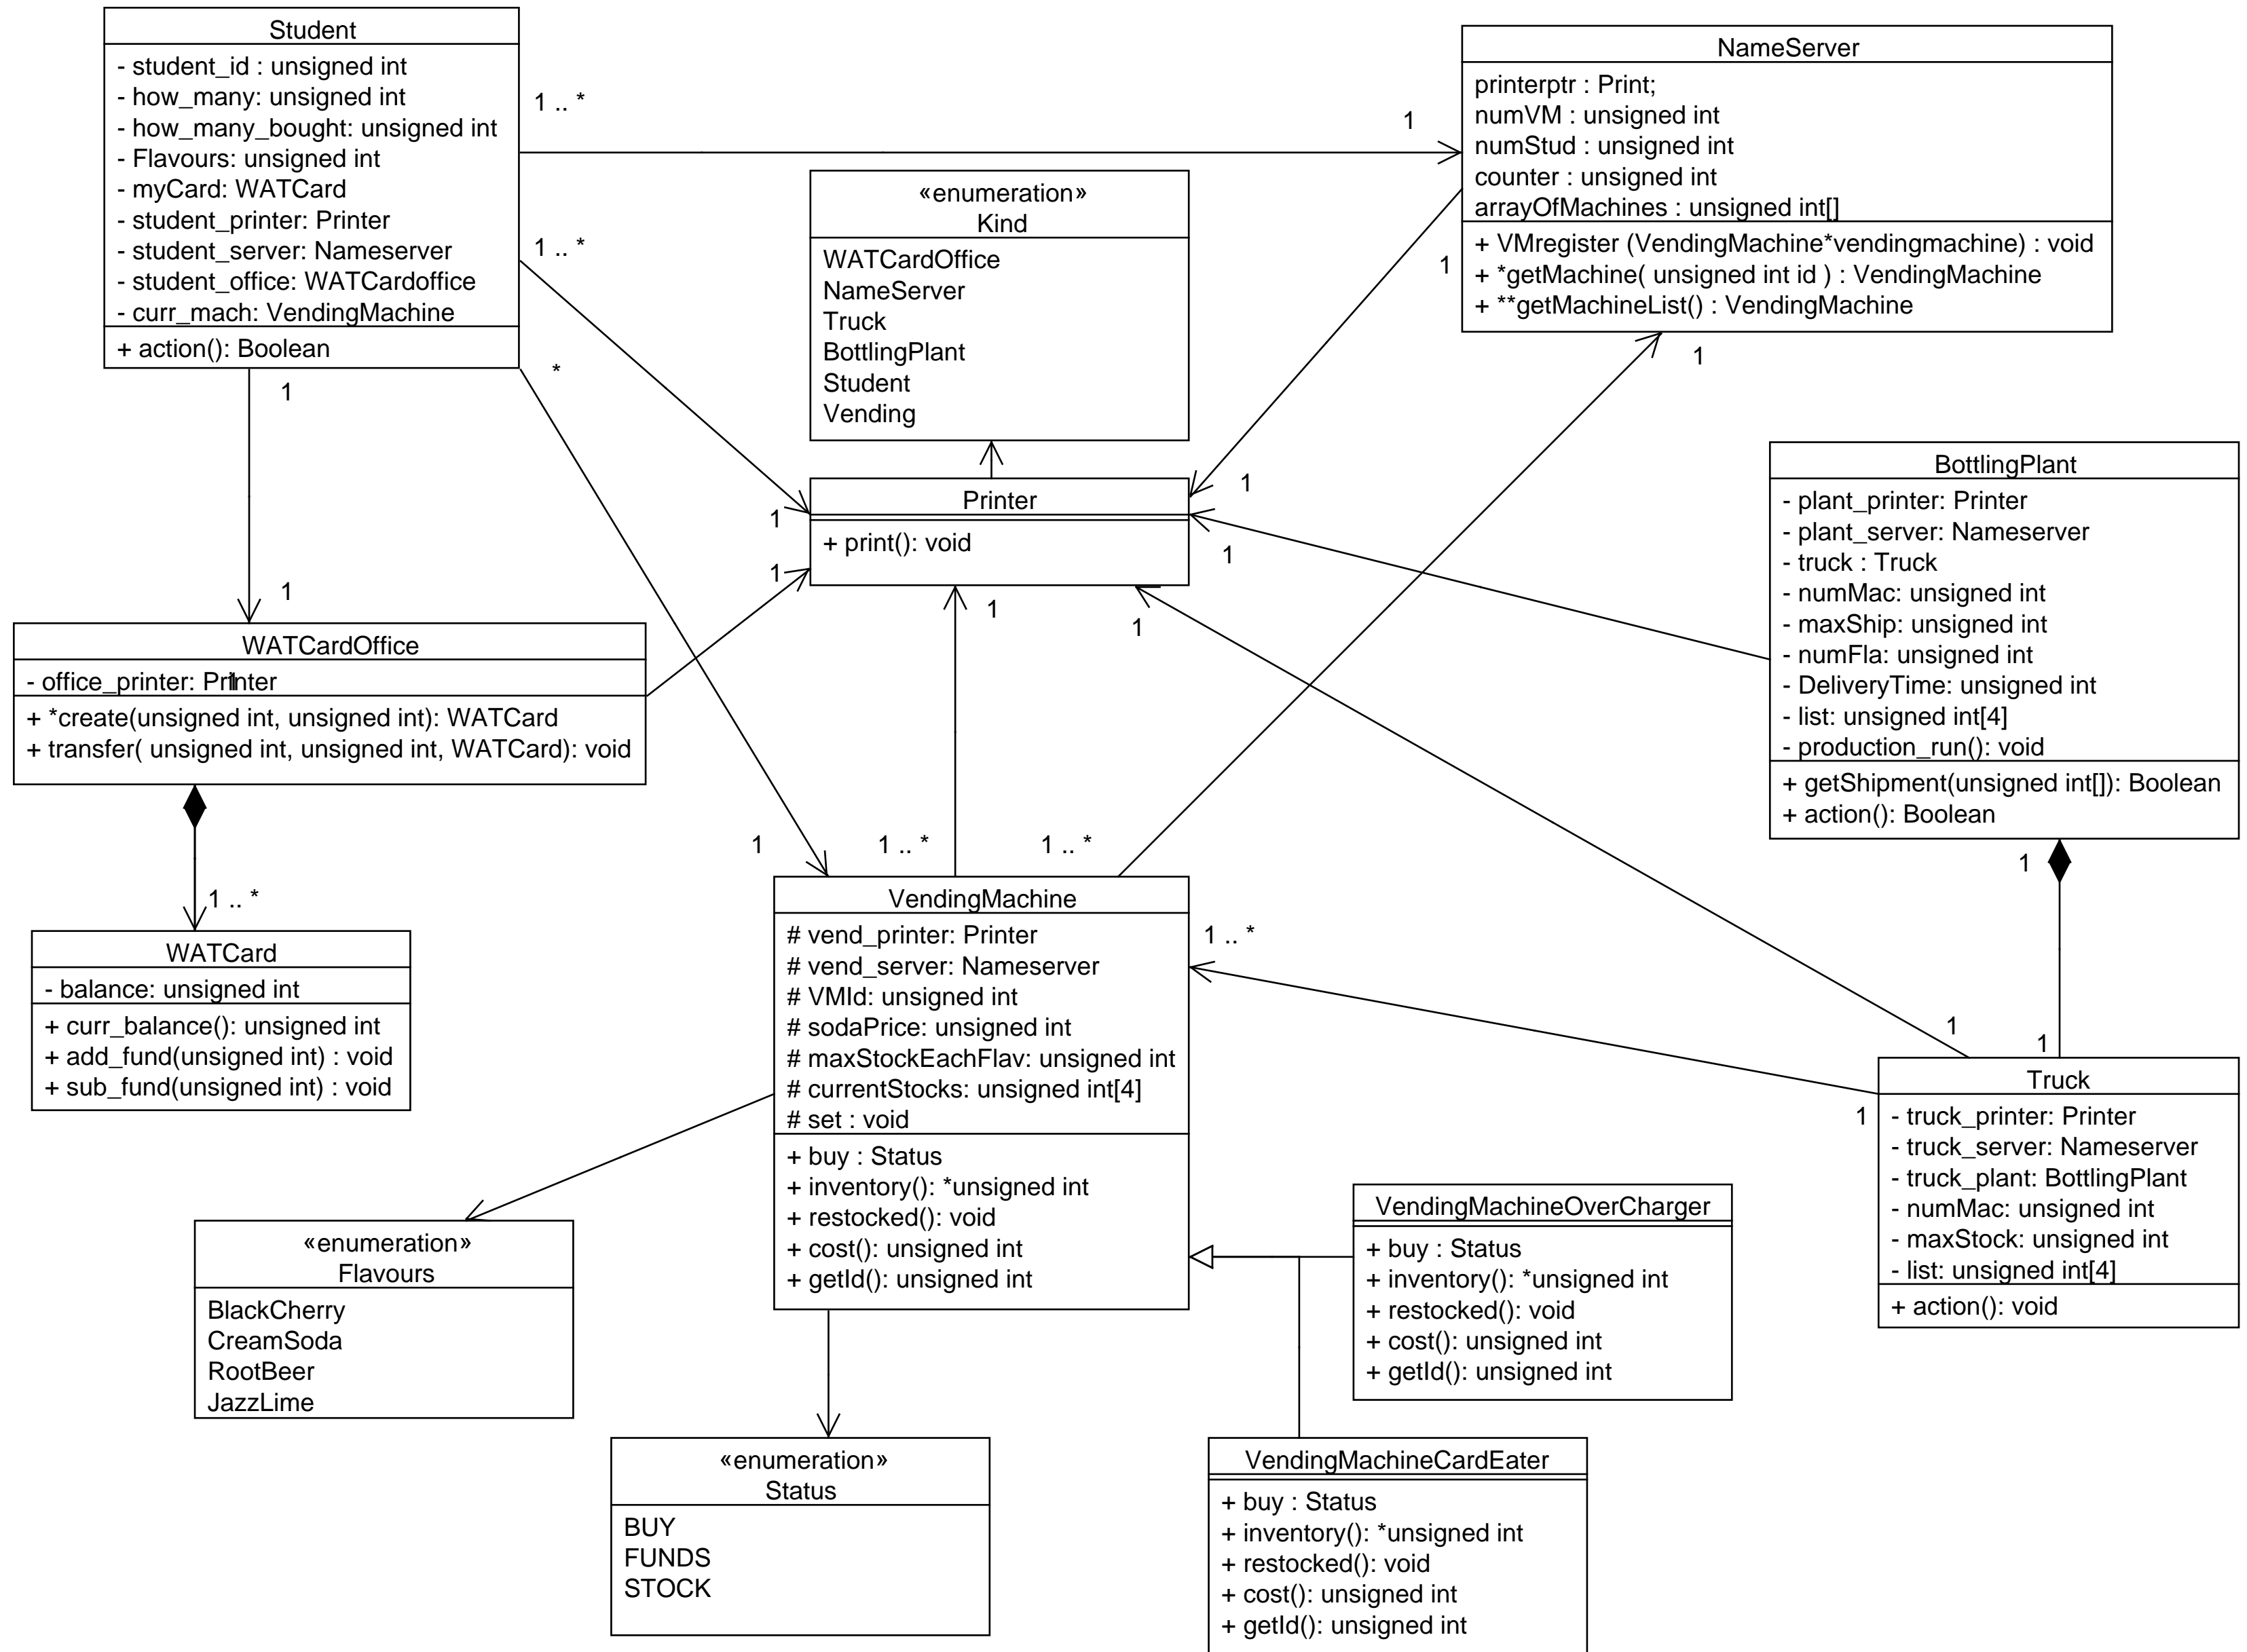 Student
- student_id : unsigned int
- how_many: unsigned int
- how_many_bought: unsigned int
- Flavours: unsigned int
- myCard: WATCard
- student_printer: Printer
- student_server: Nameserver
- student_office: WATCardoffice
- curr_mach: VendingMachine
+ action(): Boolean
1 .. *
1
1 .. *
*
1
1
NameServer
printerptr : Print;
numVM : unsigned int
numStud : unsigned int
counter : unsigned int
arrayOfMachines : unsigned int[]
+ VMregister (VendingMachine*vendingmachine) : void
+ *getMachine( unsigned int id ) : VendingMachine
+ **getMachineList() : VendingMachine
1
1
«enumeration»
Kind
WATCardOffice
NameServer
Truck
BottlingPlant
Student
Vending
Printer
+ print(): void
1
1
1
1
1
1
BottlingPlant
- plant_printer: Printer
- plant_server: Nameserver
- truck : Truck
- numMac: unsigned int
- maxShip: unsigned int
- numFla: unsigned int
- DeliveryTime: unsigned int
- list: unsigned int[4]
- production_run(): void
+ getShipment(unsigned int[]): Boolean
+ action(): Boolean
1
WATCardOffice
- office_printer: Printer
1
+ *create(unsigned int, unsigned int): WATCard
+ transfer( unsigned int, unsigned int, WATCard): void
1 .. *
WATCard
- balance: unsigned int
+ curr_balance(): unsigned int
+ add_fund(unsigned int) : void
+ sub_fund(unsigned int) : void
1
1 .. *
1 .. *
VendingMachine
# vend_printer: Printer
# vend_server: Nameserver
# VMId: unsigned int
# sodaPrice: unsigned int
# maxStockEachFlav: unsigned int
# currentStocks: unsigned int[4]
# set : void
+ buy : Status
+ inventory(): *unsigned int
+ restocked(): void
+ cost(): unsigned int
+ getId(): unsigned int
1 .. *
1
1
1
Truck
- truck_printer: Printer
- truck_server: Nameserver
- truck_plant: BottlingPlant
- numMac: unsigned int
- maxStock: unsigned int
- list: unsigned int[4]
+ action(): void
«enumeration»
Flavours
BlackCherry
CreamSoda
RootBeer
JazzLime
VendingMachineOverCharger
+ buy : Status
+ inventory(): *unsigned int
+ restocked(): void
+ cost(): unsigned int
+ getId(): unsigned int
«enumeration»
Status
BUY
FUNDS
STOCK
VendingMachineCardEater
+ buy : Status
+ inventory(): *unsigned int
+ restocked(): void
+ cost(): unsigned int
+ getId(): unsigned int